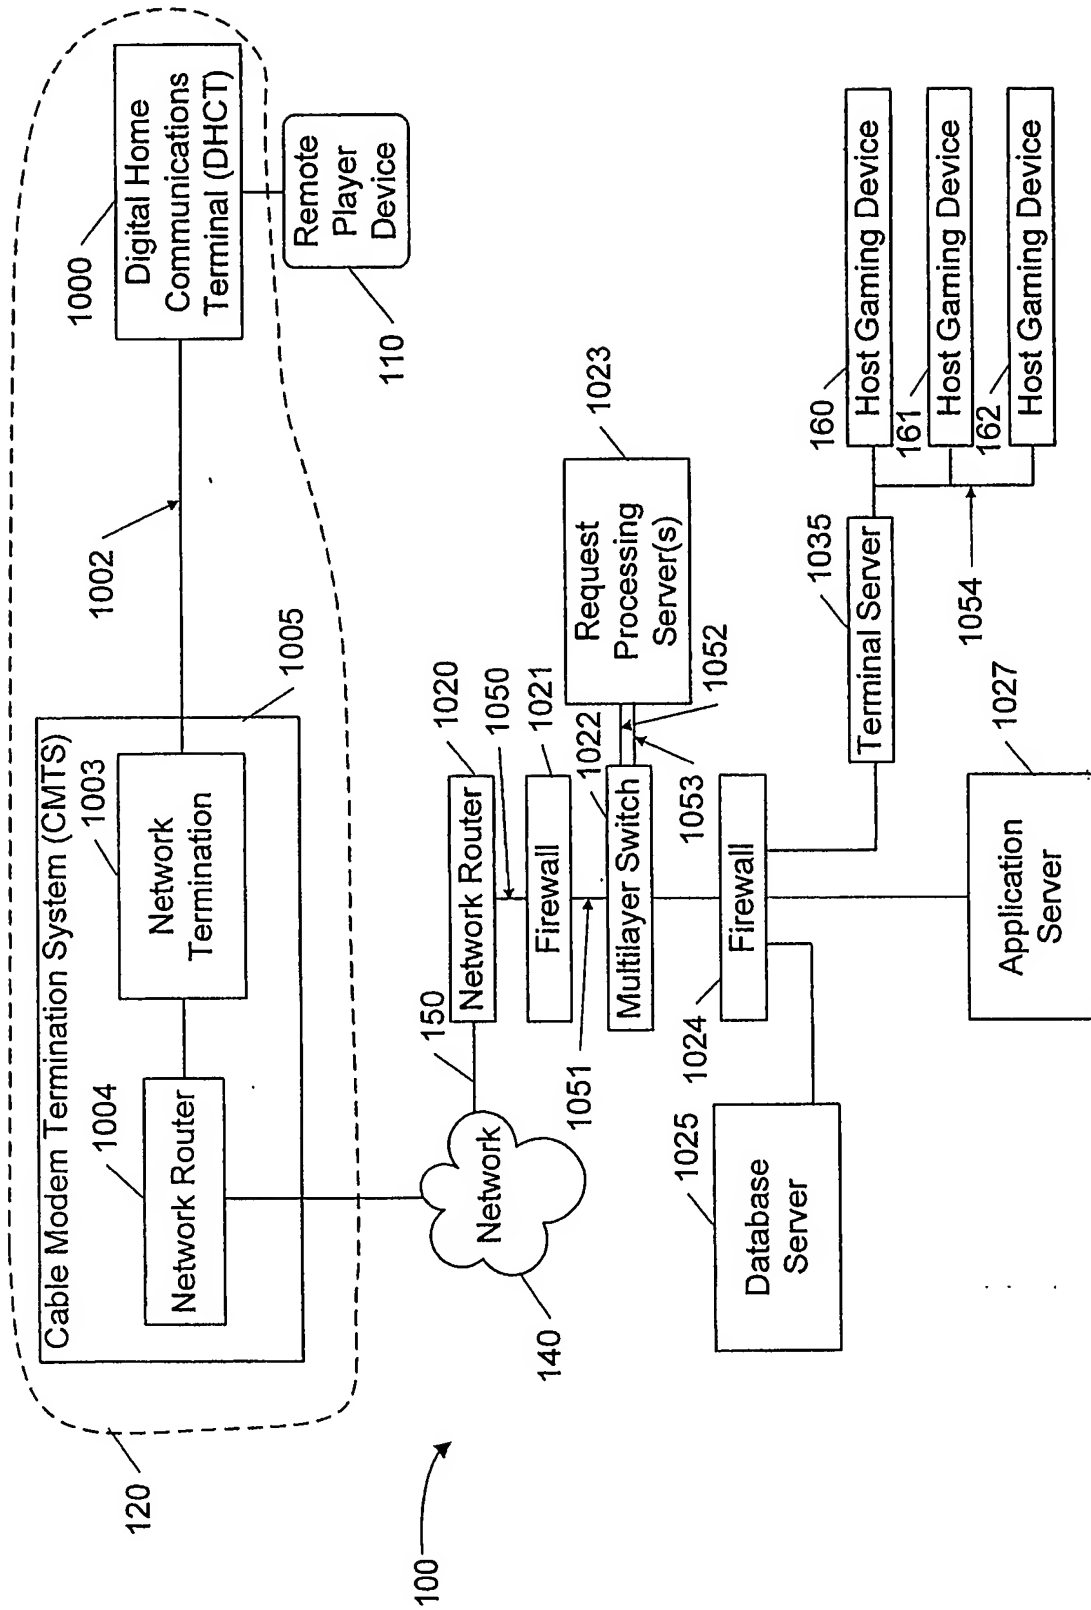 120
Cable Modem Termination System (CMTS)
1004
Network Router
1003
Network
Termination
1005
1002
1000
Digital Home
Communications
Terminal (DHCT)
Remote
Player
Device
110
100
140
Network
150
Network Router
1020
1050
Firewall
1021
1051
Multilayer Switch
1022
1053
1052
Request
Processing
Server(s)
1023
1024
Firewall
1025
Database
Server
Application
Server
1027
Terminal Server
1035
1054
160
Host Gaming Device
161
Host Gaming Device
162
Host Gaming Device